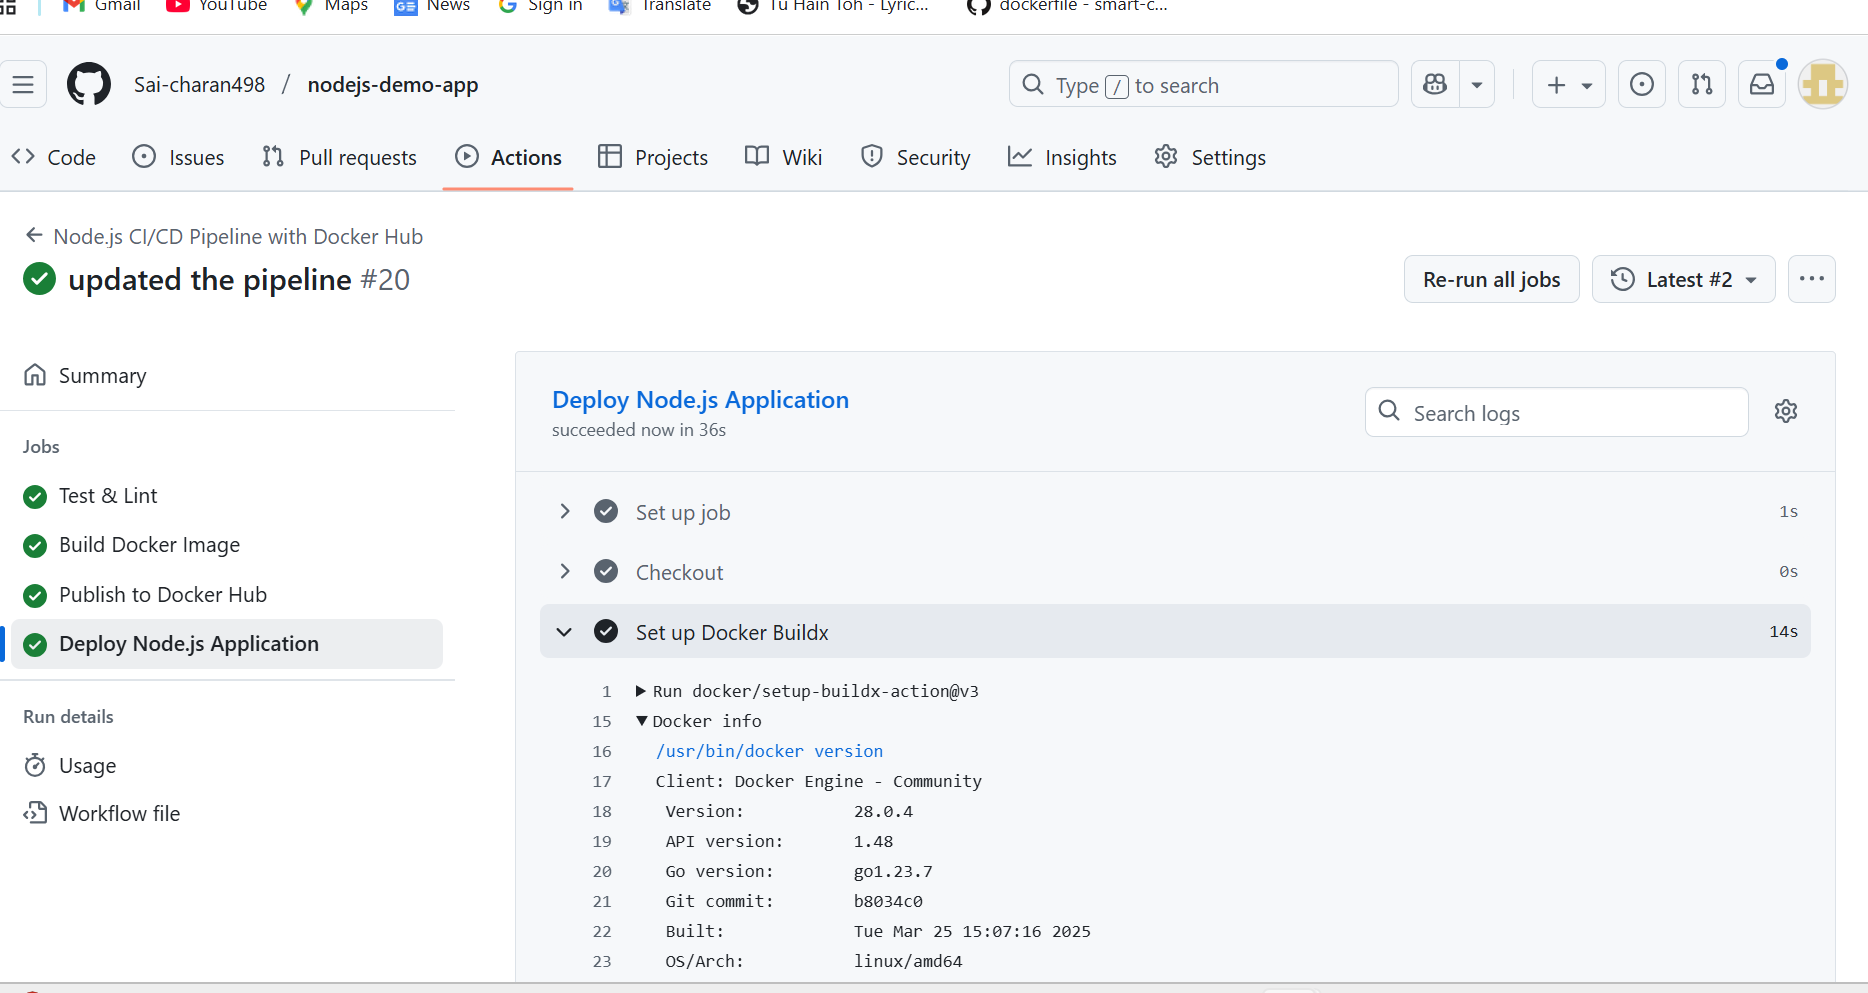 Gmail YouTube Maps News Sign in Translate Tu Hain Toh - Lyric... dockerfile - smart-c...
Sai-charan498 / nodejs-demo-app
Type / to search
Code Issues Pull requests Actions Projects Wiki Security Insights Settings
Node.js CI/CD Pipeline with Docker Hub
updated the pipeline #20
Re-run all jobs Latest #2
Summary
Jobs
Test & Lint
Build Docker Image
Publish to Docker Hub
Deploy Node.js Application
Run details
Usage
Workflow file
Deploy Node.js Application
succeeded now in 36s
Search logs
Set up job 1s
Checkout 0s
Set up Docker Buildx 14s
1 Run docker/setup-buildx-action@v3
15 Docker info
16 /usr/bin/docker version
17 Client: Docker Engine - Community
18 Version: 28.0.4
19 API version: 1.48
20 Go version: go1.23.7
21 Git commit: b8034c0
22 Built: Tue Mar 25 15:07:16 2025
23 OS/Arch: linux/amd64